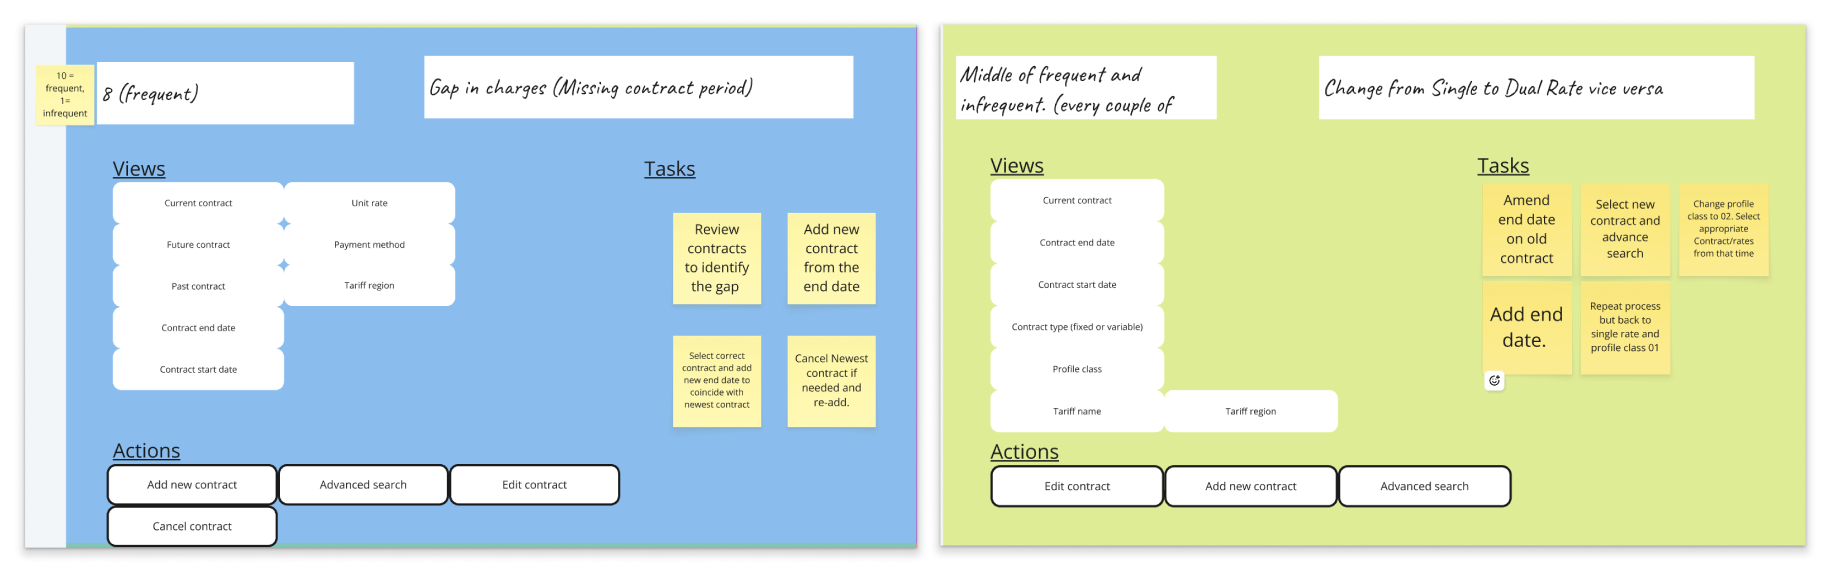 10 =
frequent,
1=
infrequent
8 (frequent)
Gap in charges (Missing contract period)
Views
Current contract
Unit rate
Future contract
Payment method
Past contract
Tariff region
Contract end date
Contract start date
Tasks
Review
contracts
to identify
the gap
Add new
contract
from the
end date
Select correct
contract and add
new end date to
coincide with
newest contract
Cancel Newest
contract if
needed and
re-add.
Actions
Add new contract
Advanced search
Edit contract
Cancel contract
Middle of frequent and
infrequent. (every couple of
Change from Single to Dual Rate vice versa
Views
Current contract
Contract end date
Contract start date
Contract type (fixed or variable)
Profile class
Tariff name
Tariff region
Tasks
Amend
end date
on old
contract
Select new
contract and
advance
search
Change profile
class to 02. Select
appropriate
Contract/rates
from that time
Add end
date.
Repeat process
but back to
single rate and
profile class 01
Actions
Edit contract
Add new contract
Advanced search